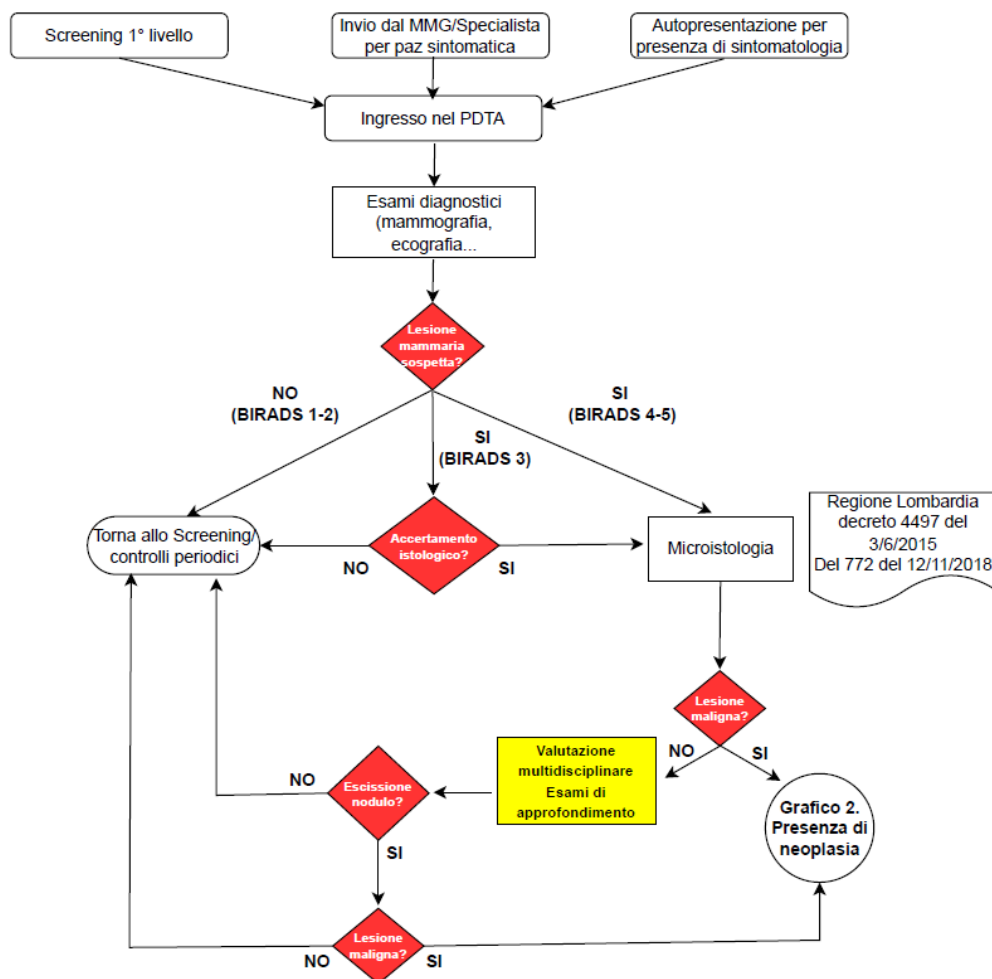 Screening 1° livello
Invio dal MMG/Specialista
per paz sintomatica
Autopresentazione per
presenza di sintomatologia
Ingresso nel PDTA
Esami diagnostici
(mammografia,
ecografia...
Lesione
mammaria
sospetta?
NO
(BIRADS 1-2)
SI
(BIRADS 3)
SI
(BIRADS 4-5)
Torna allo Screening/
controlli periodici
NO
Accertamento
istologico?
SI
Microistologia
Regione Lombardia
decreto 4497 del
3/6/2015
Del 772 del 12/11/2018
Lesione
maligna?
NO
SI
Valutazione
multidisciplinare
Esami di
approfondimento
Escissione
nodulo?
NO
SI
Grafico 2.
Presenza di
neoplasia
Lesione
maligna?
NO
SI